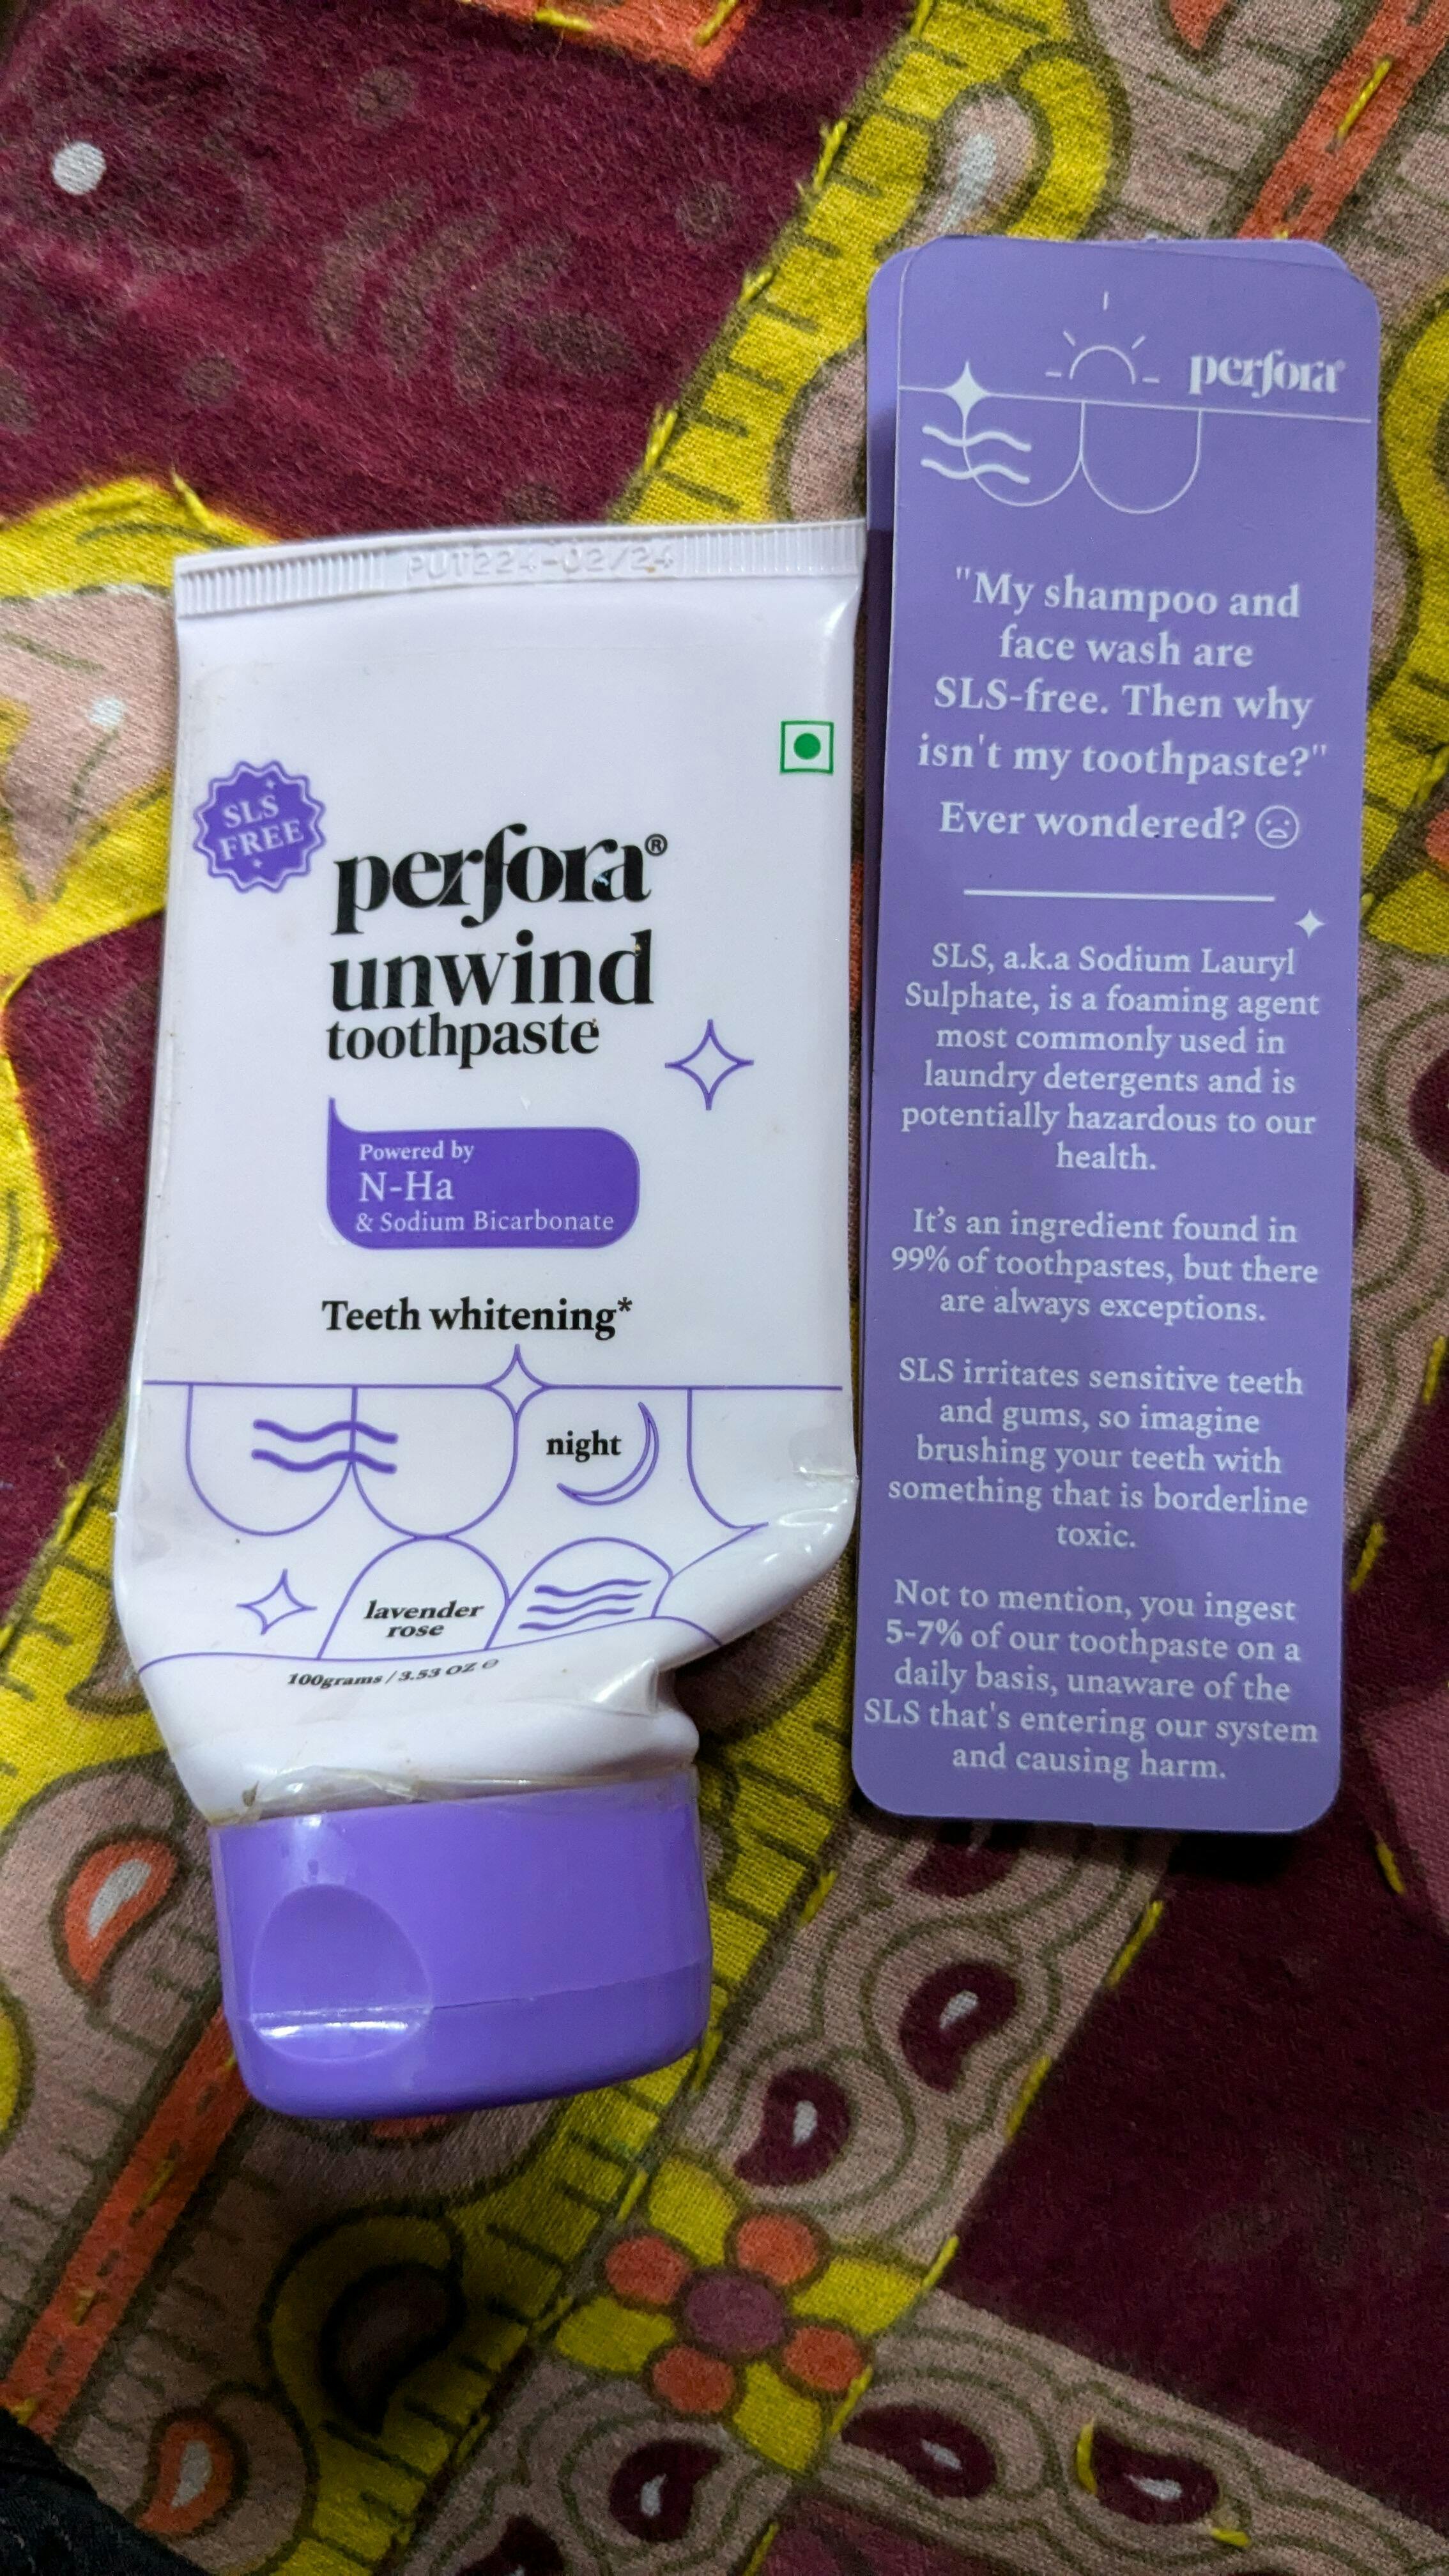 PUT224-02/24
SLS
FREE
perfora®
unwind
toothpaste
Powered by
N-Ha
& Sodium Bicarbonate
Teeth whitening*
night
lavender
rose
100grams / 3.53 OZ ℮
perfora®
"My shampoo and
face wash are
SLS-free. Then why
isn't my toothpaste?"
Ever wondered?
SLS, a.k.a Sodium Lauryl
Sulphate, is a foaming agent
most commonly used in
laundry detergents and is
potentially hazardous to our
health.
It’s an ingredient found in
99% of toothpastes, but there
are always exceptions.
SLS irritates sensitive teeth
and gums, so imagine
brushing your teeth with
something that is borderline
toxic.
Not to mention, you ingest
5-7% of our toothpaste on a
daily basis, unaware of the
SLS that's entering our system
and causing harm.